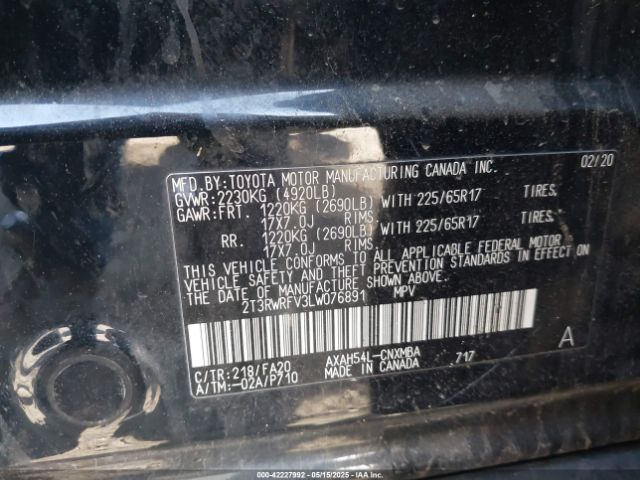 MFD.BY:TOYOTA MOTOR MANUFACTURING CANADA INC. 02/20
GVWR:2230KG (4920LB)
GAWR:FRT. 1220KG (2690LB) WITH 225/65R17 TIRES.
17X7.0J RIMS.
RR. 1220KG (2690LB) WITH 225/65R17 TIRES.
17X7.0J RIMS.
THIS VEHICLE CONFORMS TO ALL APPLICABLE FEDERAL MOTOR
VEHICLE SAFETY AND THEFT PREVENTION STANDARDS IN EFFECT
ON THE DATE OF MANUFACTURE SHOWN ABOVE.
2T3RWRFV3LW076891 MPV
A
C/TR:218/FA20 AXAH54L-CNXMBA 717
A/TM:-02A/P710 MADE IN CANADA
000-42227992 05/15/2025 IAAI.COM